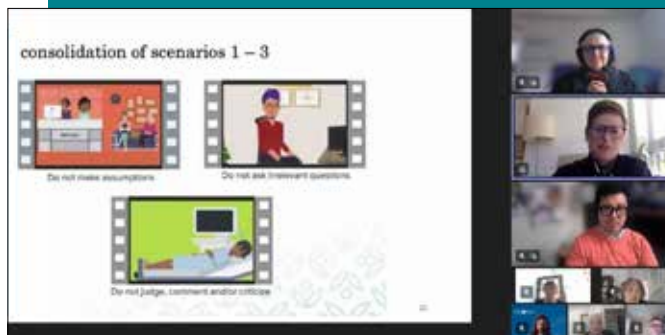 consolidation of scenarios 1 – 3
Do not make assumptions
Do not ask irrelevant questions
Do not judge, comment and/or criticize